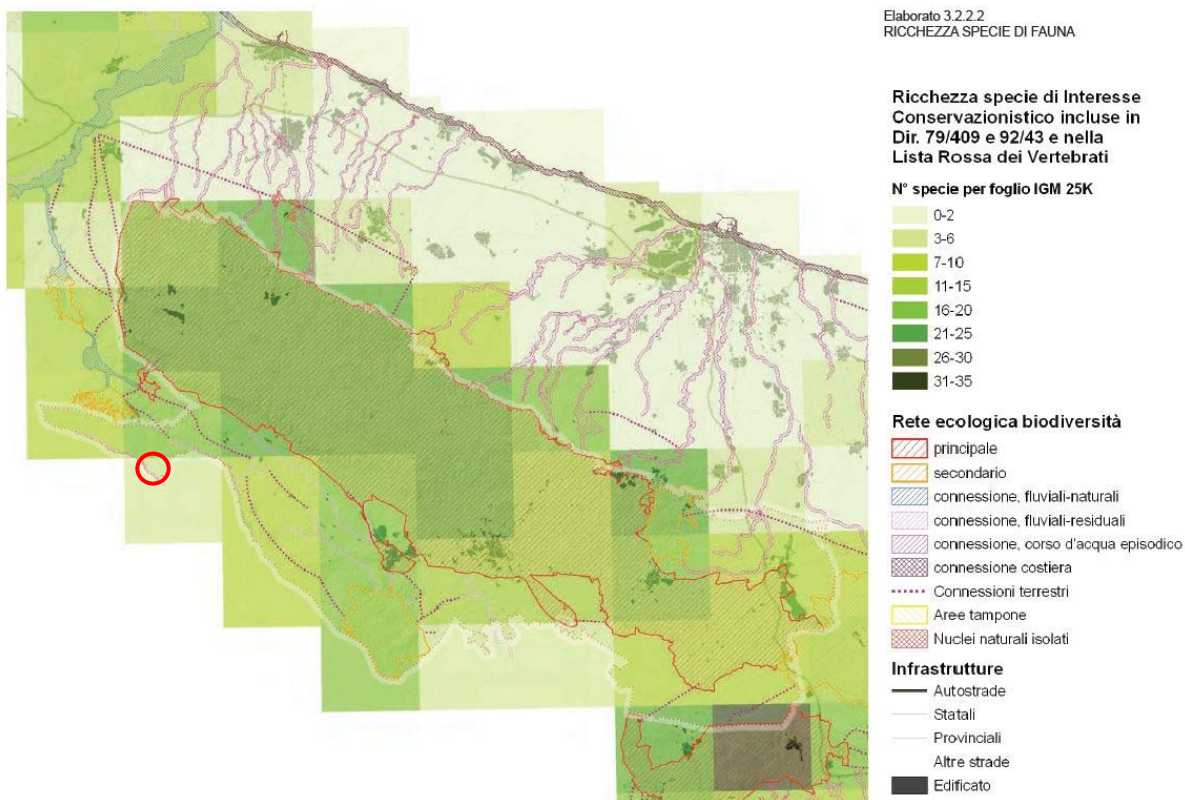 Elaborato 3.2.2.2
RICCHEZZA SPECIE DI FAUNA
Ricchezza specie di Interesse
Conservazionistico incluse in
Dir. 79/409 e 92/43 e nella
Lista Rossa dei Vertebrati
N° specie per foglio IGM 25K
0-2
3-6
7-10
11-15
16-20
21-25
26-30
31-35
Rete ecologica biodiversità
principale
secondario
connessione, fluviali-naturali
connessione, fluviali-residuali
connessione, corso d'acqua episodico
connessione costiera
Connessioni terrestri
Aree tampone
Nuclei naturali isolati
Infrastrutture
Autostrade
Statali
Provinciali
Altre strade
Edificato